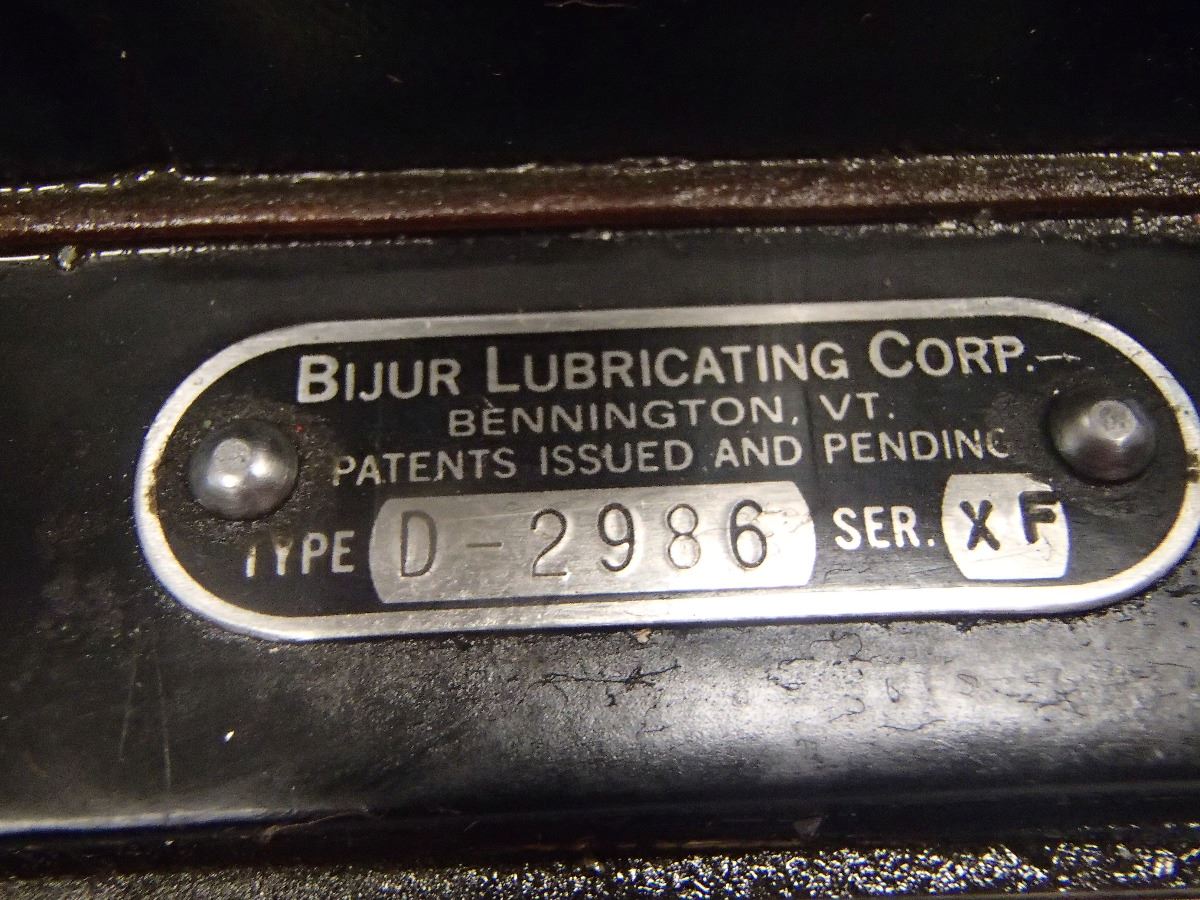 BIJUR LUBRICATING CORP.
BENNINGTON, VT.
PATENTS ISSUED AND PENDING
TYPE D-2986 SER. XF